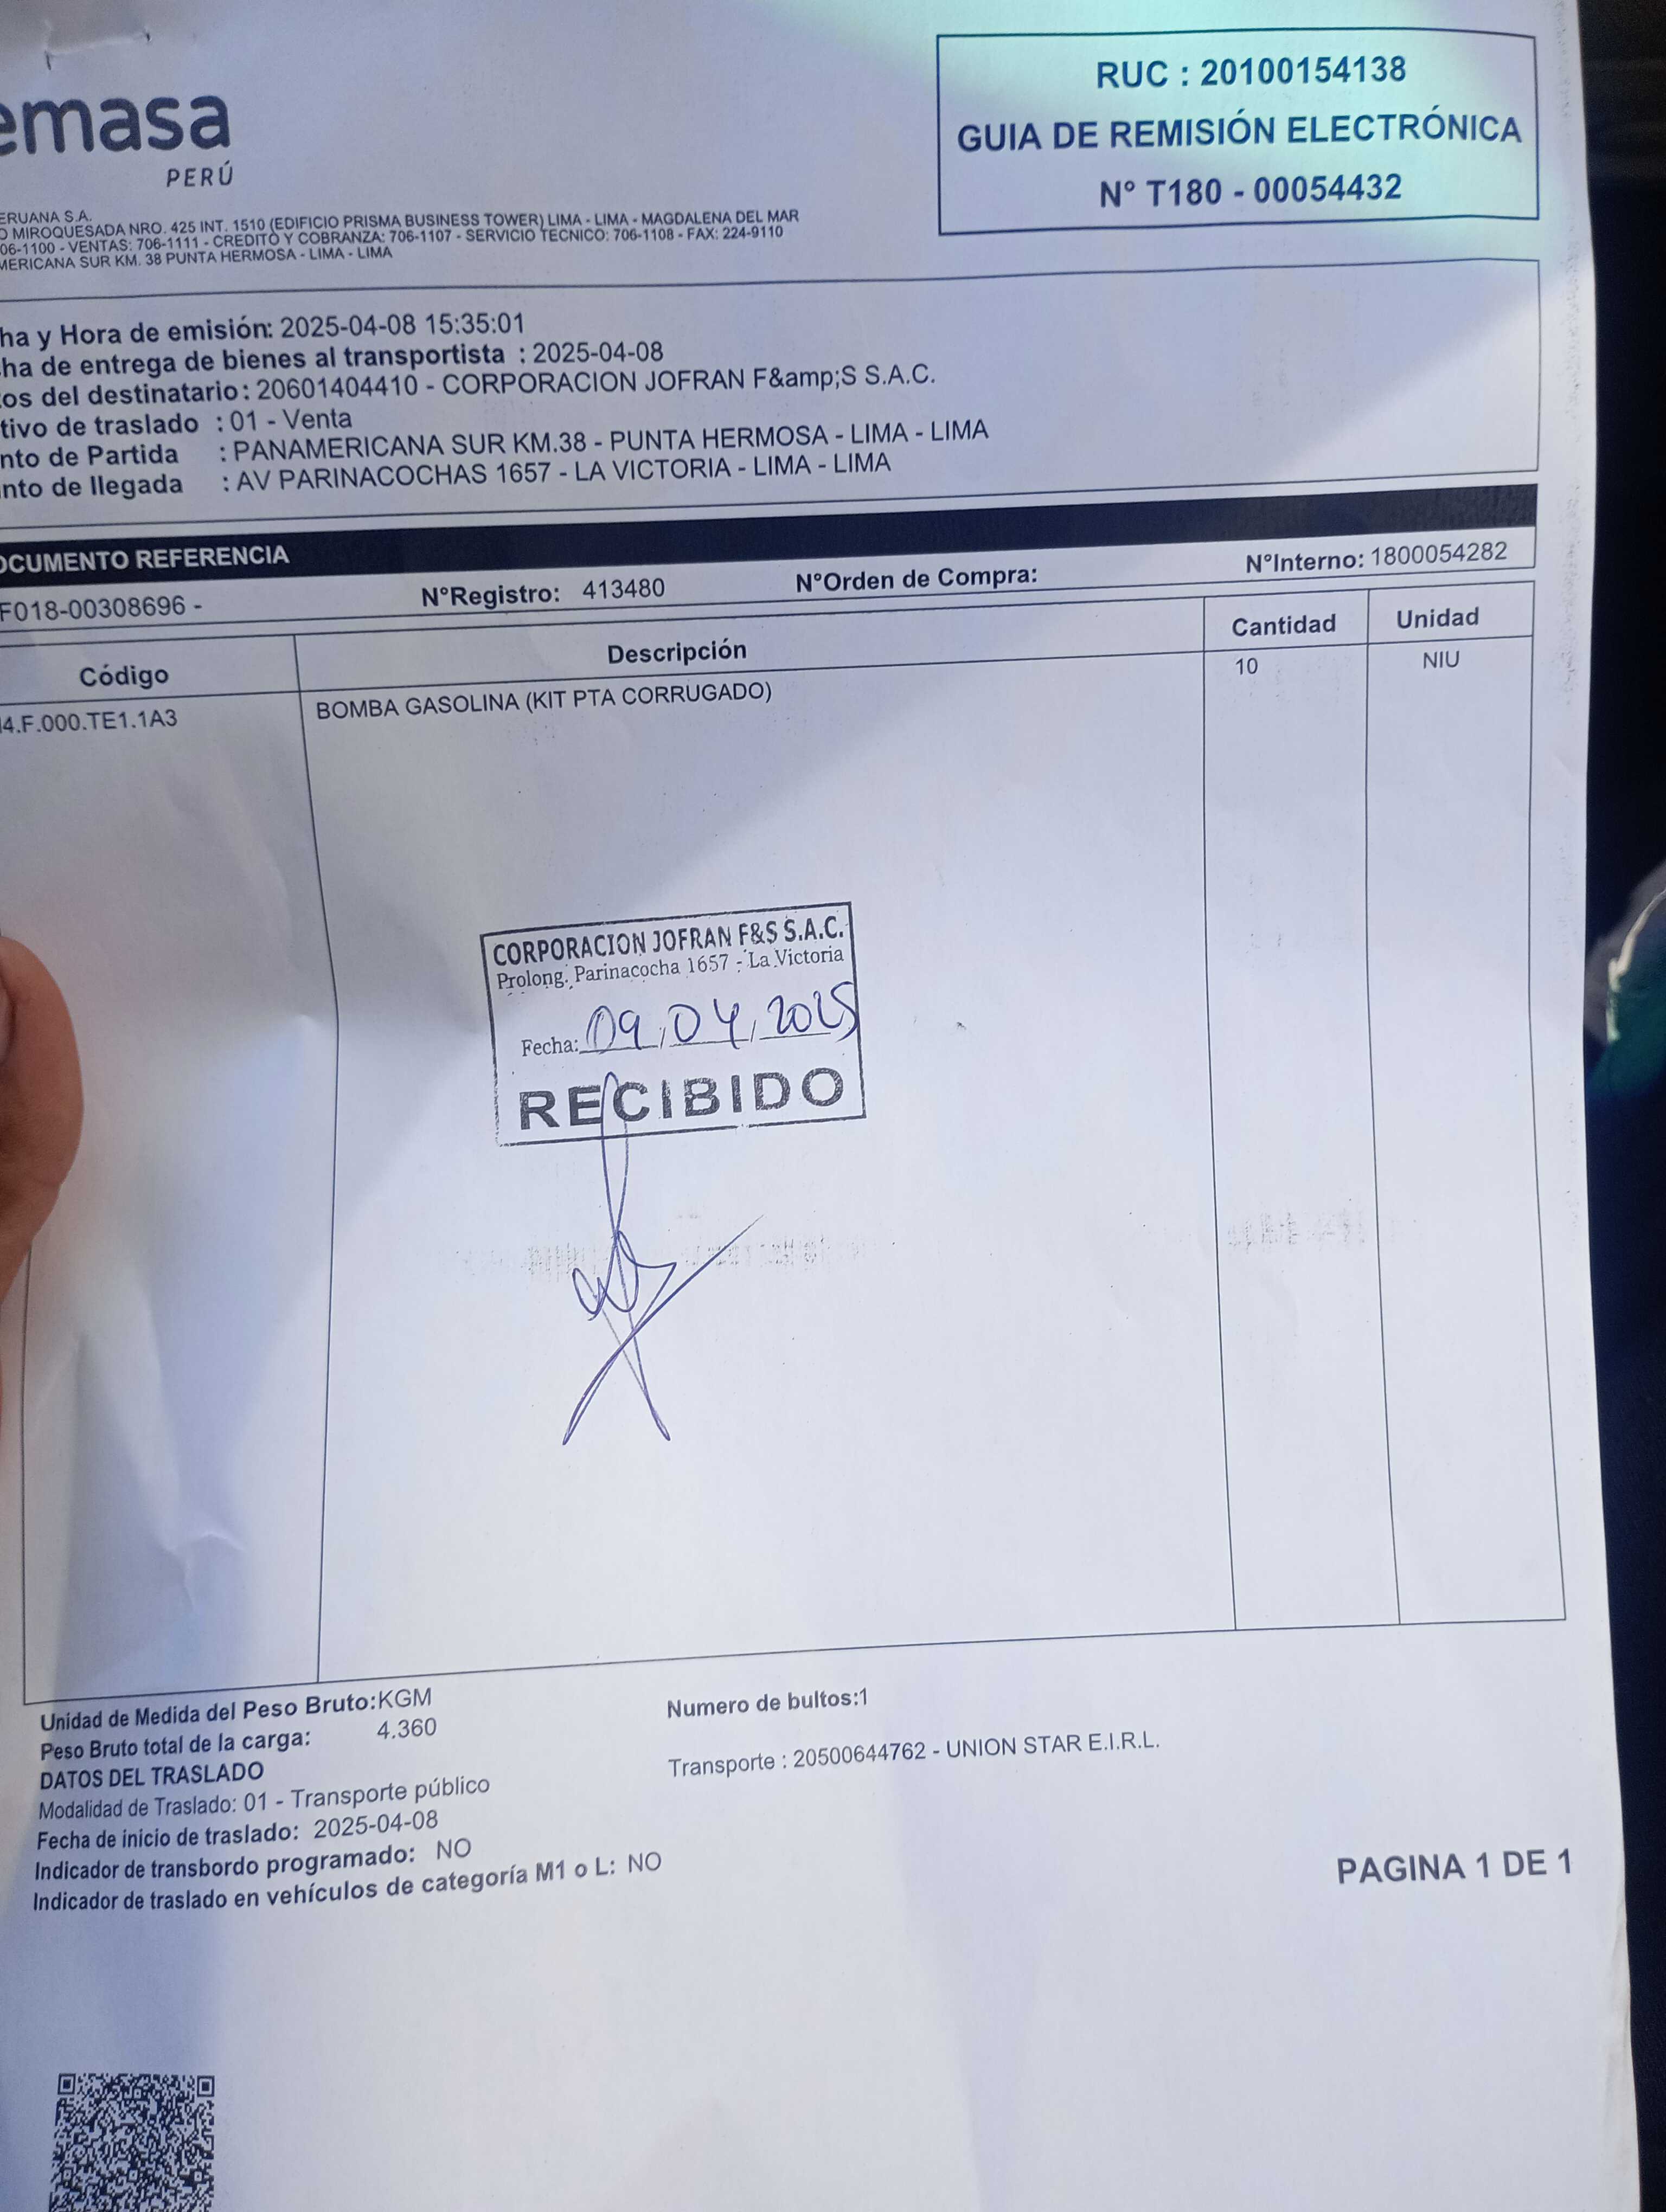 emasa
PERÚ
RUC : 20100154138
GUIA DE REMISIÓN ELECTRÓNICA
N° T180 - 00054432
ERUANA S.A.
O MIROQUESADA NRO. 425 INT. 1510 (EDIFICIO PRISMA BUSINESS TOWER) LIMA - LIMA - MAGDALENA DEL MAR
06-1100 - VENTAS: 706-1111 - CREDITO Y COBRANZA: 706-1107 - SERVICIO TECNICO: 706-1108 - FAX: 224-9110
MERICANA SUR KM. 38 PUNTA HERMOSA - LIMA - LIMA
ha y Hora de emisión: 2025-04-08 15:35:01
ha de entrega de bienes al transportista : 2025-04-08
os del destinatario : 20601404410 - CORPORACION JOFRAN F&amp;S S.A.C.
tivo de traslado : 01 - Venta
nto de Partida : PANAMERICANA SUR KM.38 - PUNTA HERMOSA - LIMA - LIMA
nto de llegada : AV PARINACOCHAS 1657 - LA VICTORIA - LIMA - LIMA
OCUMENTO REFERENCIA
F018-00308696 - N°Registro: 413480 N°Orden de Compra: N°Interno: 1800054282
Código Descripción Cantidad Unidad
4.F.000.TE1.1A3 BOMBA GASOLINA (KIT PTA CORRUGADO) 10 NIU
CORPORACION JOFRAN F&S S.A.C.
Prolong. Parinacocha 1657 - La Victoria
Fecha: 09/04/2025
RECIBIDO
Unidad de Medida del Peso Bruto:KGM Numero de bultos:1
Peso Bruto total de la carga: 4.360
DATOS DEL TRASLADO Transporte : 20500644762 - UNION STAR E.I.R.L.
Modalidad de Traslado: 01 - Transporte público
Fecha de inicio de traslado: 2025-04-08
Indicador de transbordo programado: NO
Indicador de traslado en vehículos de categoría M1 o L: NO
PAGINA 1 DE 1